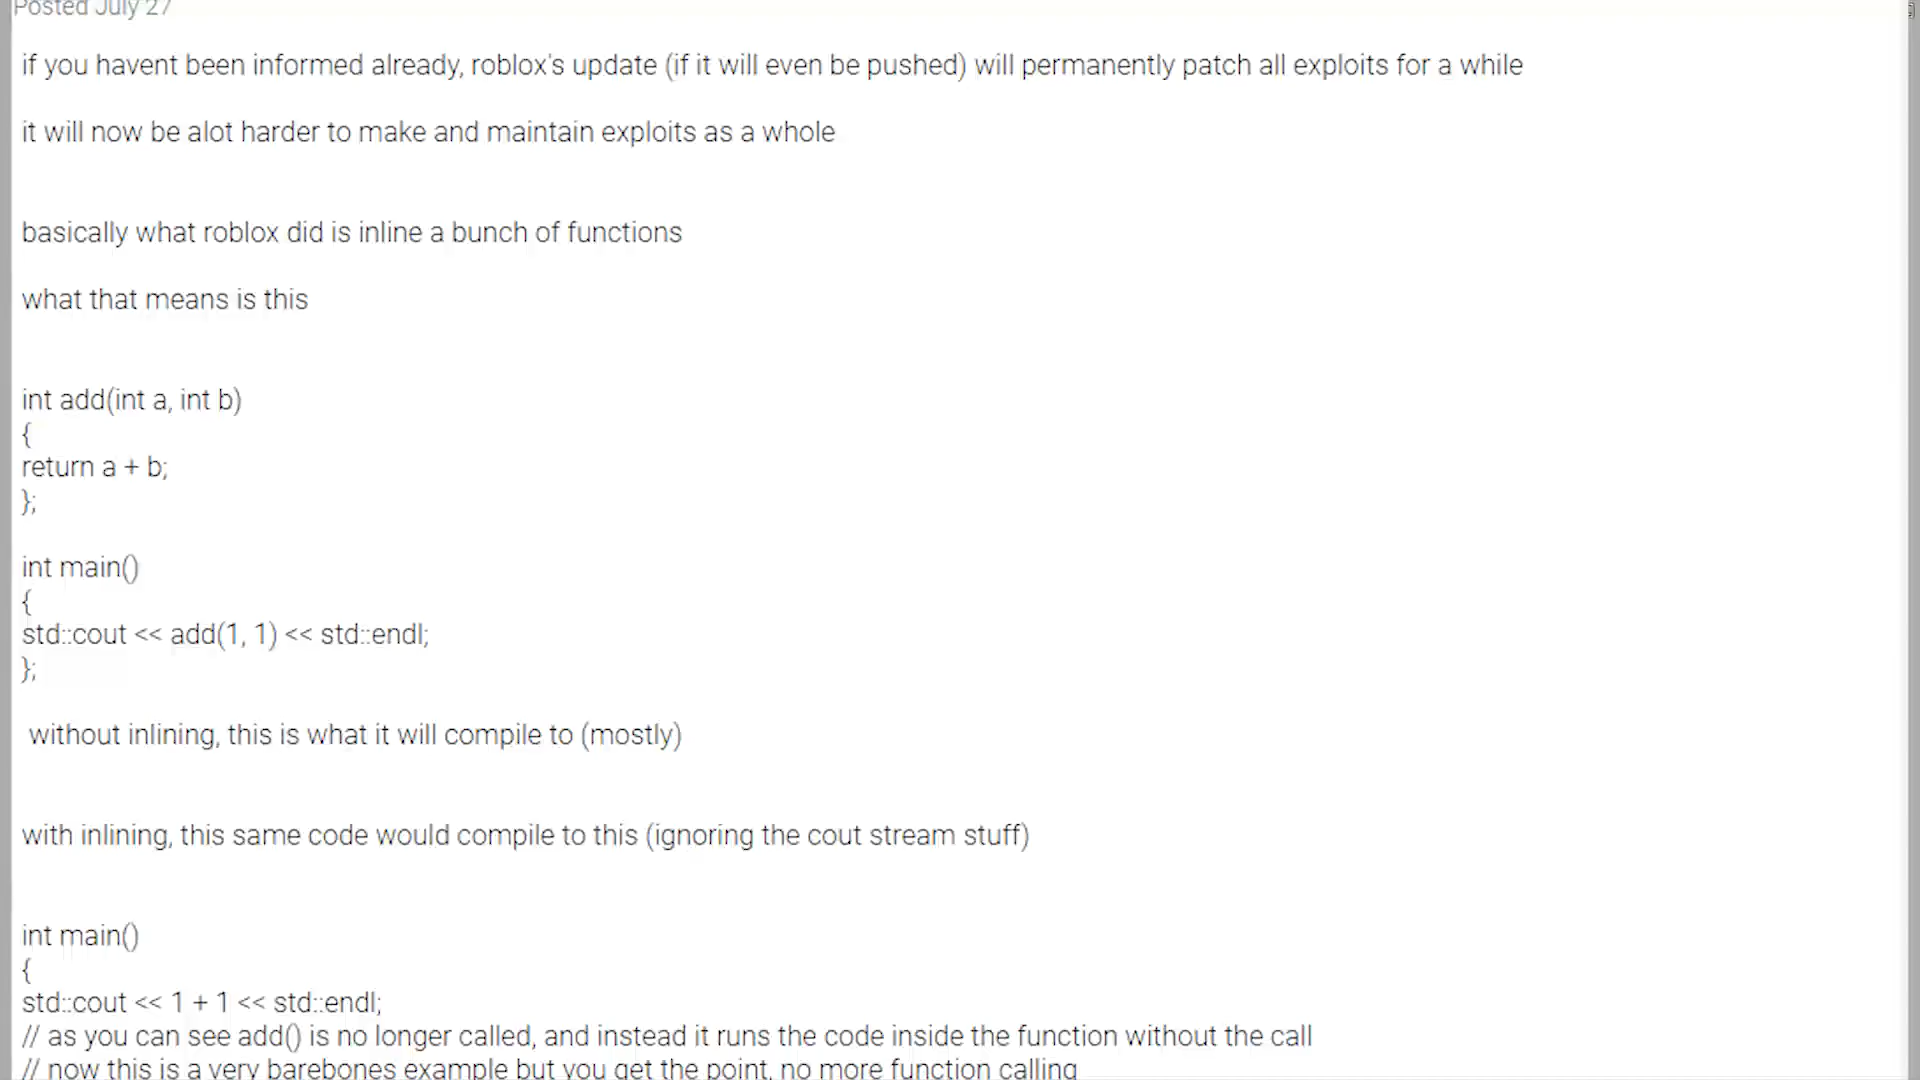 Posted July 27
if you havent been informed already, roblox's update (if it will even be pushed) will permanently patch all exploits for a while
it will now be alot harder to make and maintain exploits as a whole
basically what roblox did is inline a bunch of functions
what that means is this
int add(int a, int b)
{
return a + b;
};
int main()
{
std::cout << add(1, 1) << std::endl;
};
without inlining, this is what it will compile to (mostly)
with inlining, this same code would compile to this (ignoring the cout stream stuff)
int main()
{
std::cout << 1 + 1 << std::endl;
// as you can see add() is no longer called, and instead it runs the code inside the function without the call
// now this is a very barebones example but you get the point, no more function calling